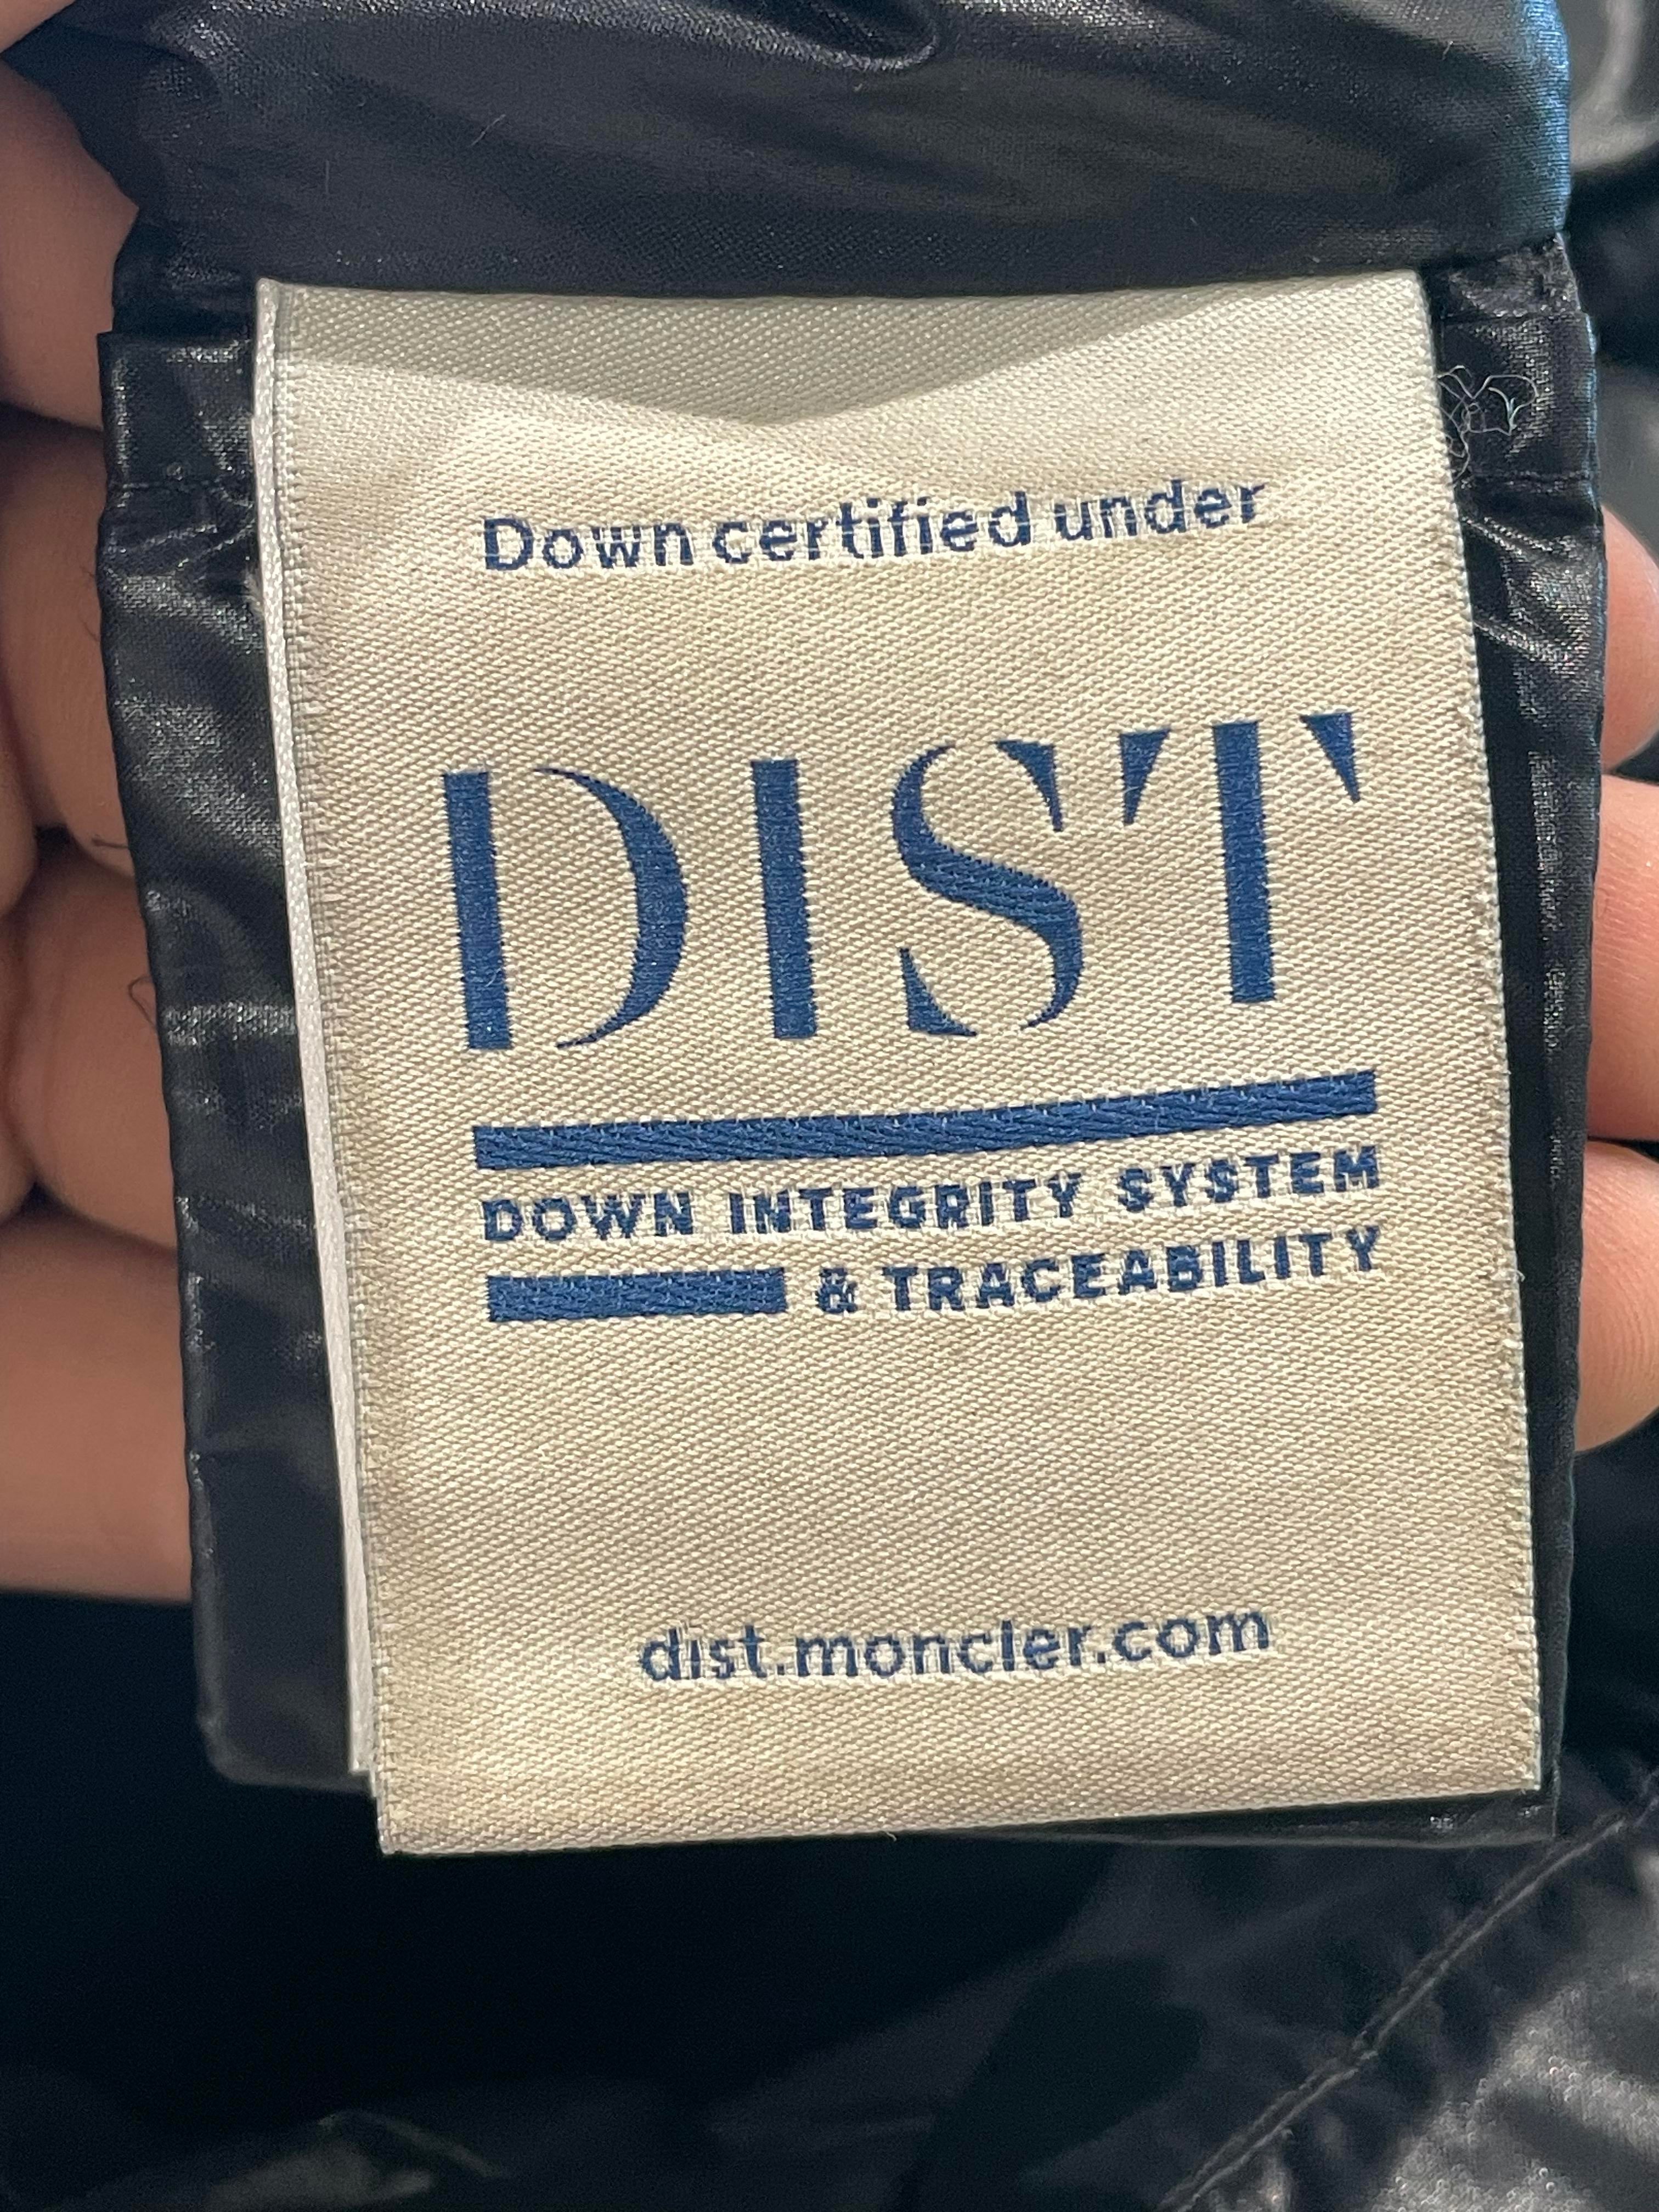 Down certified under
DIST
DOWN INTEGRITY SYSTEM
& TRACEABILITY
dist.moncler.com